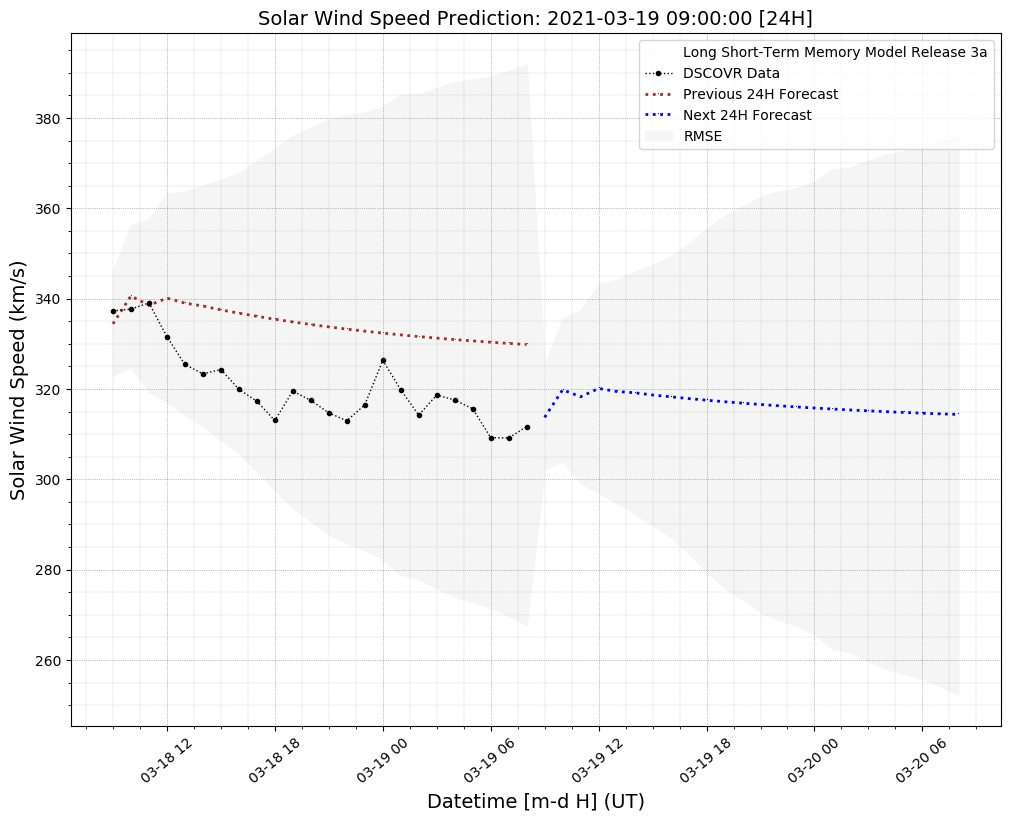 Solar Wind Speed Prediction: 2021-03-19 09:00:00 [24H]
Long Short-Term Memory Model Release 3a
DSCOVR Data
Previous 24H Forecast
Next 24H Forecast
RMSE
Solar Wind Speed (km/s)
380
360
340
320
300
280
260
03-18 12
03-18 18
03-19 00
03-19 06
03-19 12
03-19 18
03-20 00
03-20 06
Datetime [m-d H] (UT)